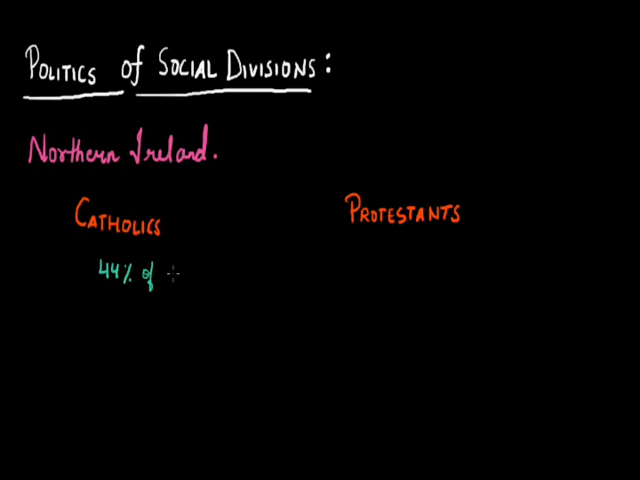 POLITICS of SOCIAL DIVISIONS:
Northern Ireland.
CATHOLICS PROTESTANTS
44% of